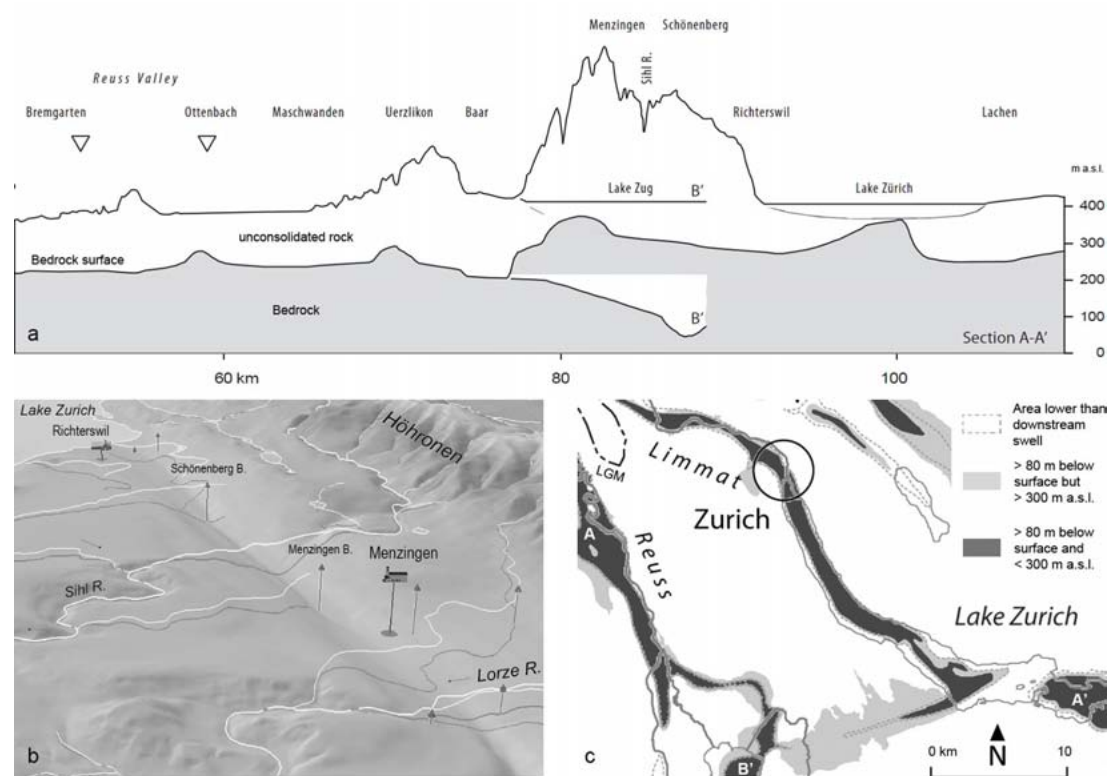 Menzingen Schönenberg
Reuss Valley
Sihl R.
Bremgarten Ottenbach Maschwanden Uerzlikon Baar Richterswil Lachen
m a.s.l.
Lake Zug B' Lake Zürich
400
unconsolidated rock
300
Bedrock surface
200
Bedrock
100
B'
a
Section A-A'
0
60 km 80 100
Lake Zurich
Richterswil
Höhronen
Schönenberg B.
Menzingen B.
Menzingen
Sihl R.
Lorze R.
b
LGM
Limmat
Zurich
A
Reuss
Lake Zurich
A'
B'
c
0 km 10
N
Area lower than
downstream
swell
> 80 m below
surface but
> 300 m a.s.l.
> 80 m below
surface and
< 300 m a.s.l.